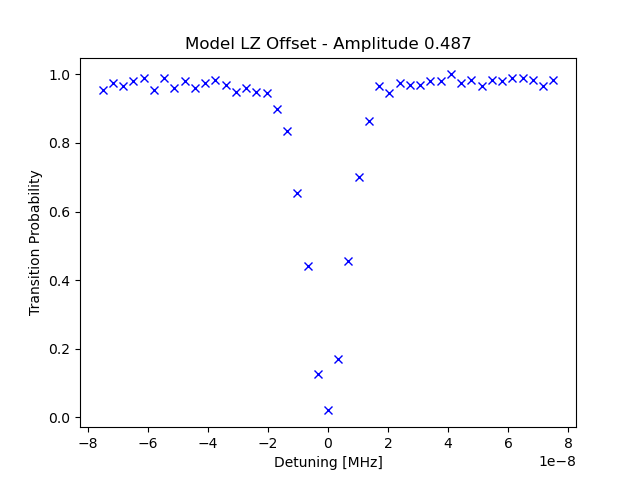 Model LZ Offset - Amplitude 0.487
1.0
0.8
0.6
0.4
0.2
0.0
Transition Probability
−8 −6 −4 −2 0 2 4 6 8
Detuning [MHz]
1e−8